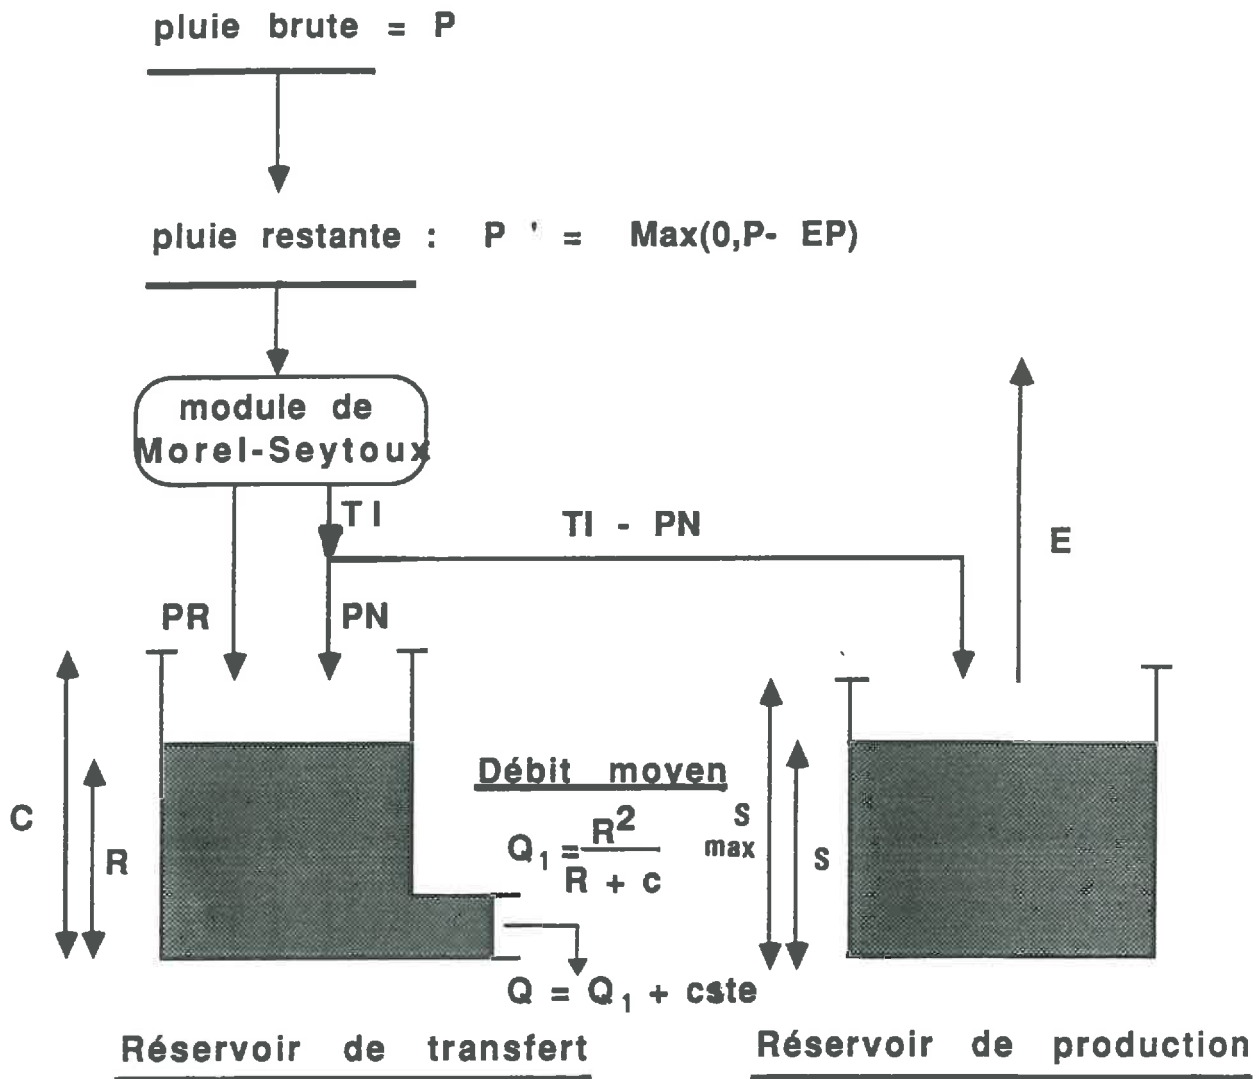 pluie brute = P
pluie restante : P ' = Max(0,P- EP)
module de
Morel-Seytoux
TI
TI - PN
E
PR
PN
C
R
Débit moyen
Q₁ = R² / R + c
S
max
S
Q = Q₁ + cste
Réservoir de transfert
Réservoir de production